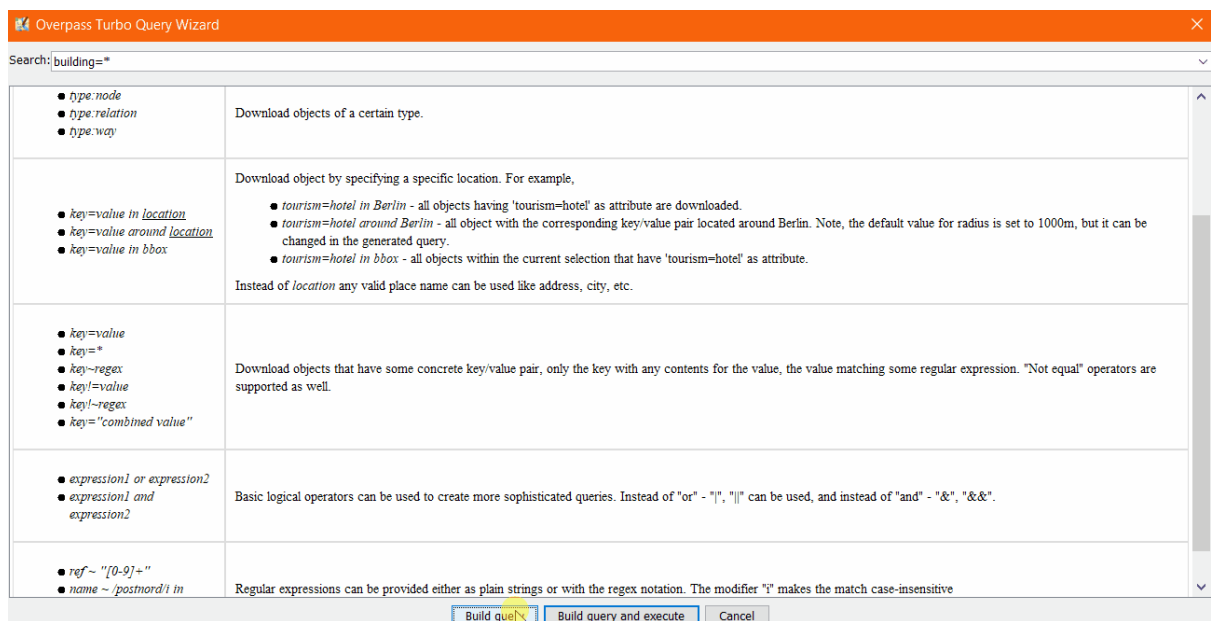 Overpass Turbo Query Wizard
Search: building=*
type:node
type:relation
type:way
Download objects of a certain type.
key=value in location
key=value around location
key=value in bbox
Download object by specifying a specific location. For example,
tourism=hotel in Berlin - all objects having 'tourism=hotel' as attribute are downloaded.
tourism=hotel around Berlin - all object with the corresponding key/value pair located around Berlin. Note, the default value for radius is set to 1000m, but it can be
changed in the generated query.
tourism=hotel in bbox - all objects within the current selection that have 'tourism=hotel' as attribute.
Instead of location any valid place name can be used like address, city, etc.
key=value
key=*
key~regex
key!=value
key!~regex
key="combined value"
Download objects that have some concrete key/value pair, only the key with any contents for the value, the value matching some regular expression. "Not equal" operators are
supported as well.
expression1 or expression2
expression1 and
expression2
Basic logical operators can be used to create more sophisticated queries. Instead of "or" - "|", "||" can be used, and instead of "and" - "&", "&&".
ref ~ "[0-9]+"
name ~ /postnord/i in
Regular expressions can be provided either as plain strings or with the regex notation. The modifier "i" makes the match case-insensitive
Build query
Build query and execute
Cancel